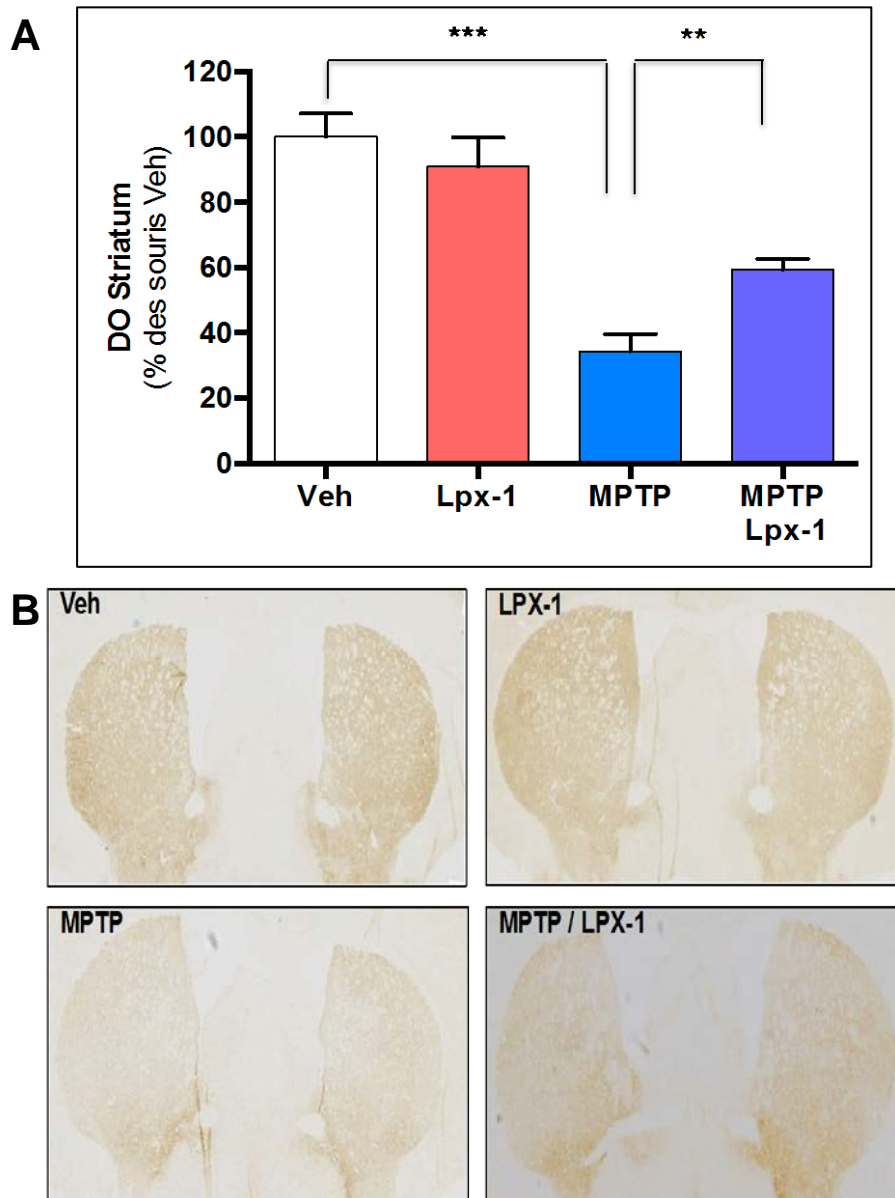 A
***
**
120
100
80
60
40
20
0
DO Striatum
(% des souris Veh)
Veh
Lpx-1
MPTP
MPTP
Lpx-1
B
Veh
LPX-1
MPTP
MPTP / LPX-1